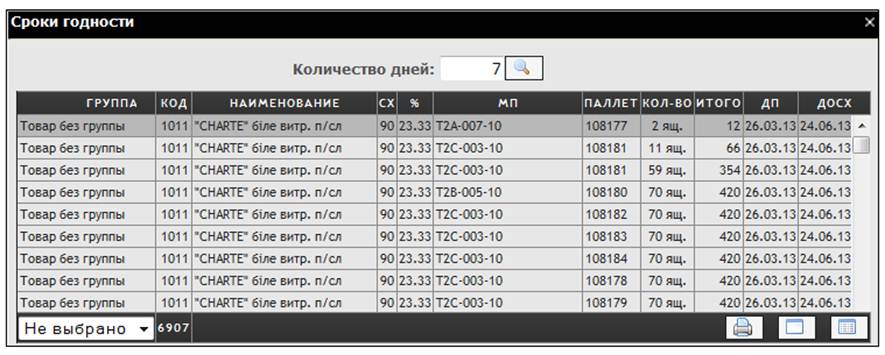 Сроки годности
Количество дней: 7
ГРУППА КОД НАИМЕНОВАНИЕ СХ % МП ПАЛЛЕТ КОЛ-ВО ИТОГО ДП ДОСХ
Товар без группы 1011 "CHARTE" біле витр. п/сл 90 23.33 T2A-007-10 108177 2 ящ. 12 26.03.13 24.06.13
Товар без группы 1011 "CHARTE" біле витр. п/сл 90 23.33 T2C-003-10 108181 11 ящ. 66 26.03.13 24.06.13
Товар без группы 1011 "CHARTE" біле витр. п/сл 90 23.33 T2C-003-10 108181 59 ящ. 354 26.03.13 24.06.13
Товар без группы 1011 "CHARTE" біле витр. п/сл 90 23.33 T2B-005-10 108180 70 ящ. 420 26.03.13 24.06.13
Товар без группы 1011 "CHARTE" біле витр. п/сл 90 23.33 T2C-003-10 108182 70 ящ. 420 26.03.13 24.06.13
Товар без группы 1011 "CHARTE" біле витр. п/сл 90 23.33 T2C-003-10 108183 70 ящ. 420 26.03.13 24.06.13
Товар без группы 1011 "CHARTE" біле витр. п/сл 90 23.33 T2C-003-10 108184 70 ящ. 420 26.03.13 24.06.13
Товар без группы 1011 "CHARTE" біле витр. п/сл 90 23.33 T2C-003-10 108178 70 ящ. 420 26.03.13 24.06.13
Товар без группы 1011 "CHARTE" біле витр. п/сл 90 23.33 T2C-003-10 108179 70 ящ. 420 26.03.13 24.06.13
Не выбрано 6907